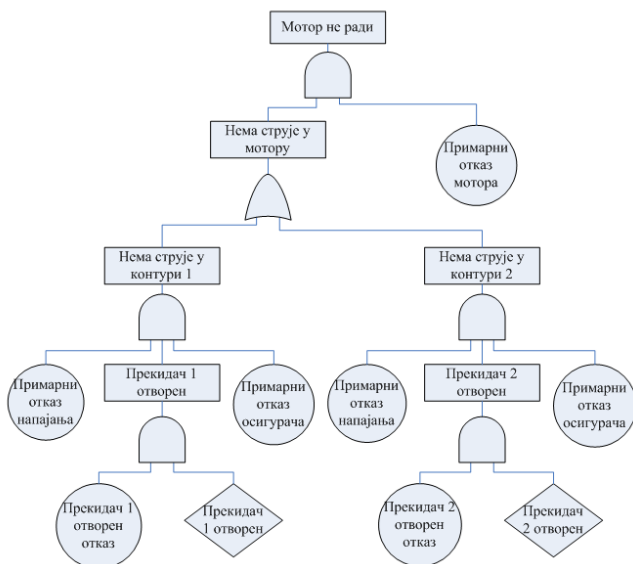 Мотор не ради
Нема струје у
мотору
Примарни
отказ
мотора
Нема струје у
контури 1
Нема струје у
контури 2
Примарни
отказ
напајања
Прекидач 1
отворен
Примарни
отказ
осигурача
Примарни
отказ
напајања
Прекидач 2
отворен
Примарни
отказ
осигурача
Прекидач 1
отворен
отказ
Прекидач
1 отворен
Прекидач 2
отворен
отказ
Прекидач
2 отворен